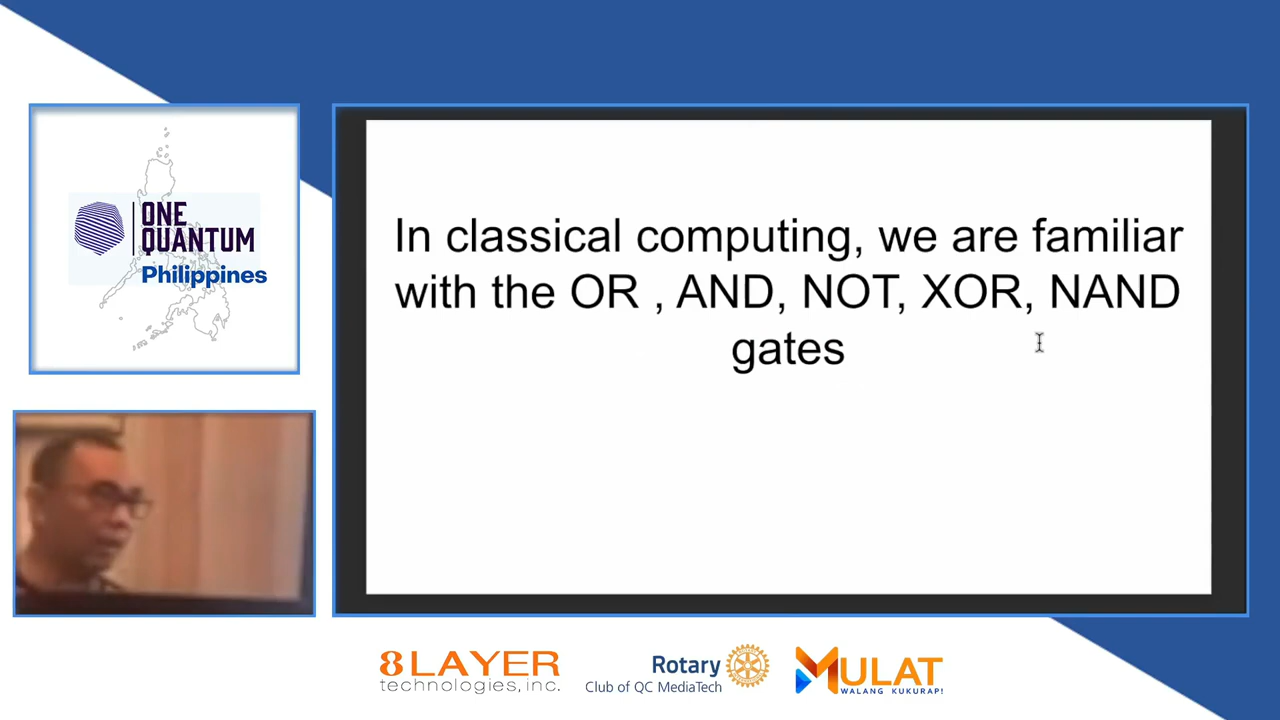 ONE
QUANTUM
Philippines
In classical computing, we are familiar
with the OR , AND, NOT, XOR, NAND
gates
8LAYER
technologies, inc.
Rotary
Club of QC MediaTech
MULAT
WALANG KUKURAP!